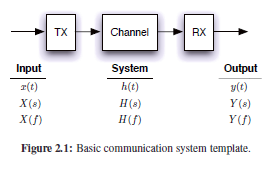 TX Channel RX
Input System Output
x(t) h(t) y(t)
X(s) H(s) Y(s)
X(f) H(f) Y(f)
Figure 2.1: Basic communication system template.